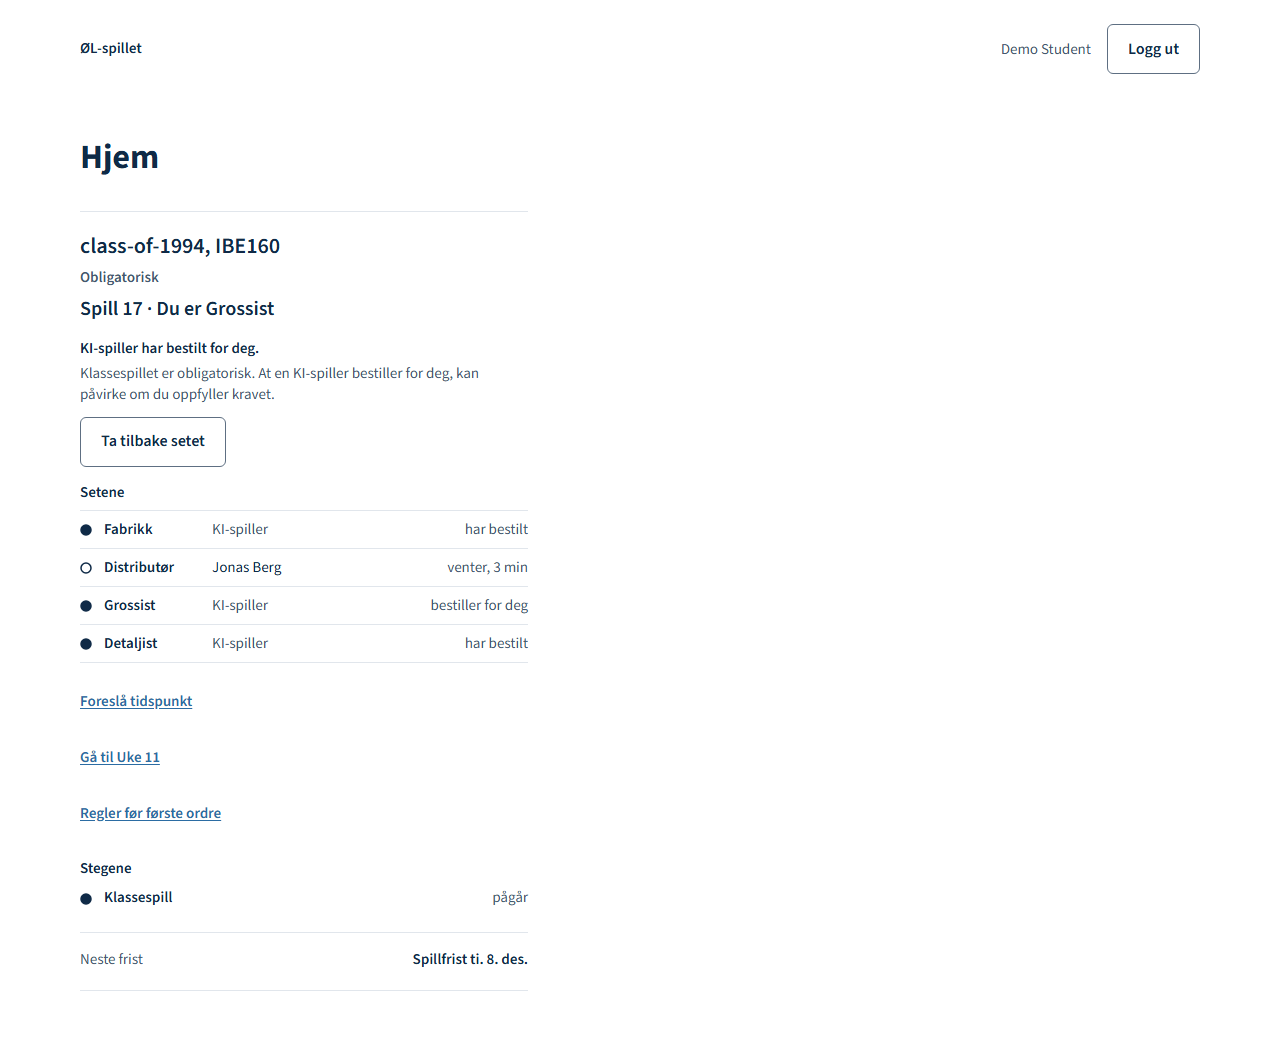 ØL-spillet
Demo Student
Logg ut
Hjem
class-of-1994, IBE160
Obligatorisk
Spill 17 · Du er Grossist
KI-spiller har bestilt for deg.
Klassespillet er obligatorisk. At en KI-spiller bestiller for deg, kan
påvirke om du oppfyller kravet.
Ta tilbake setet
Setene
Fabrikk KI-spiller har bestilt
Distributør Jonas Berg venter, 3 min
Grossist KI-spiller bestiller for deg
Detaljist KI-spiller har bestilt
Foreslå tidspunkt
Gå til Uke 11
Regler før første ordre
Stegene
Klassespill pågår
Neste frist Spillfrist ti. 8. des.